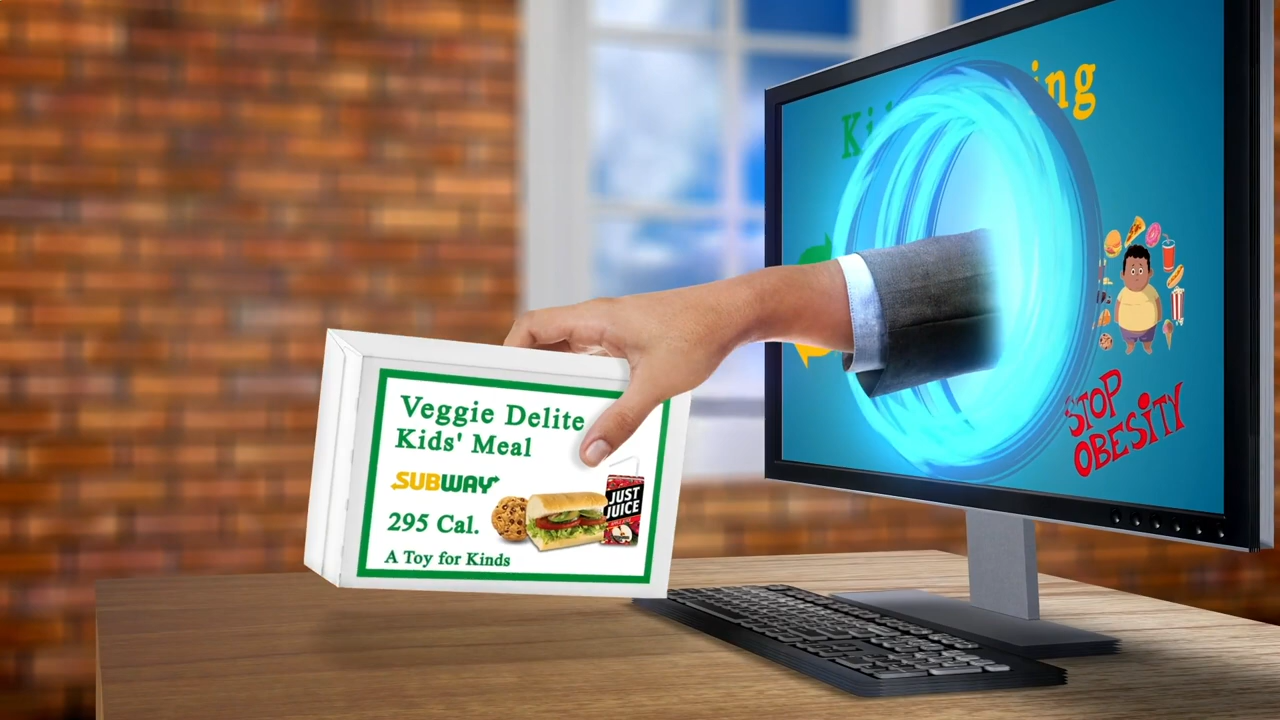 Veggie Delite
Kids' Meal
SUBWAY
295 Cal.
A Toy for Kinds
JUST
JUICE
STOP
OBESITY